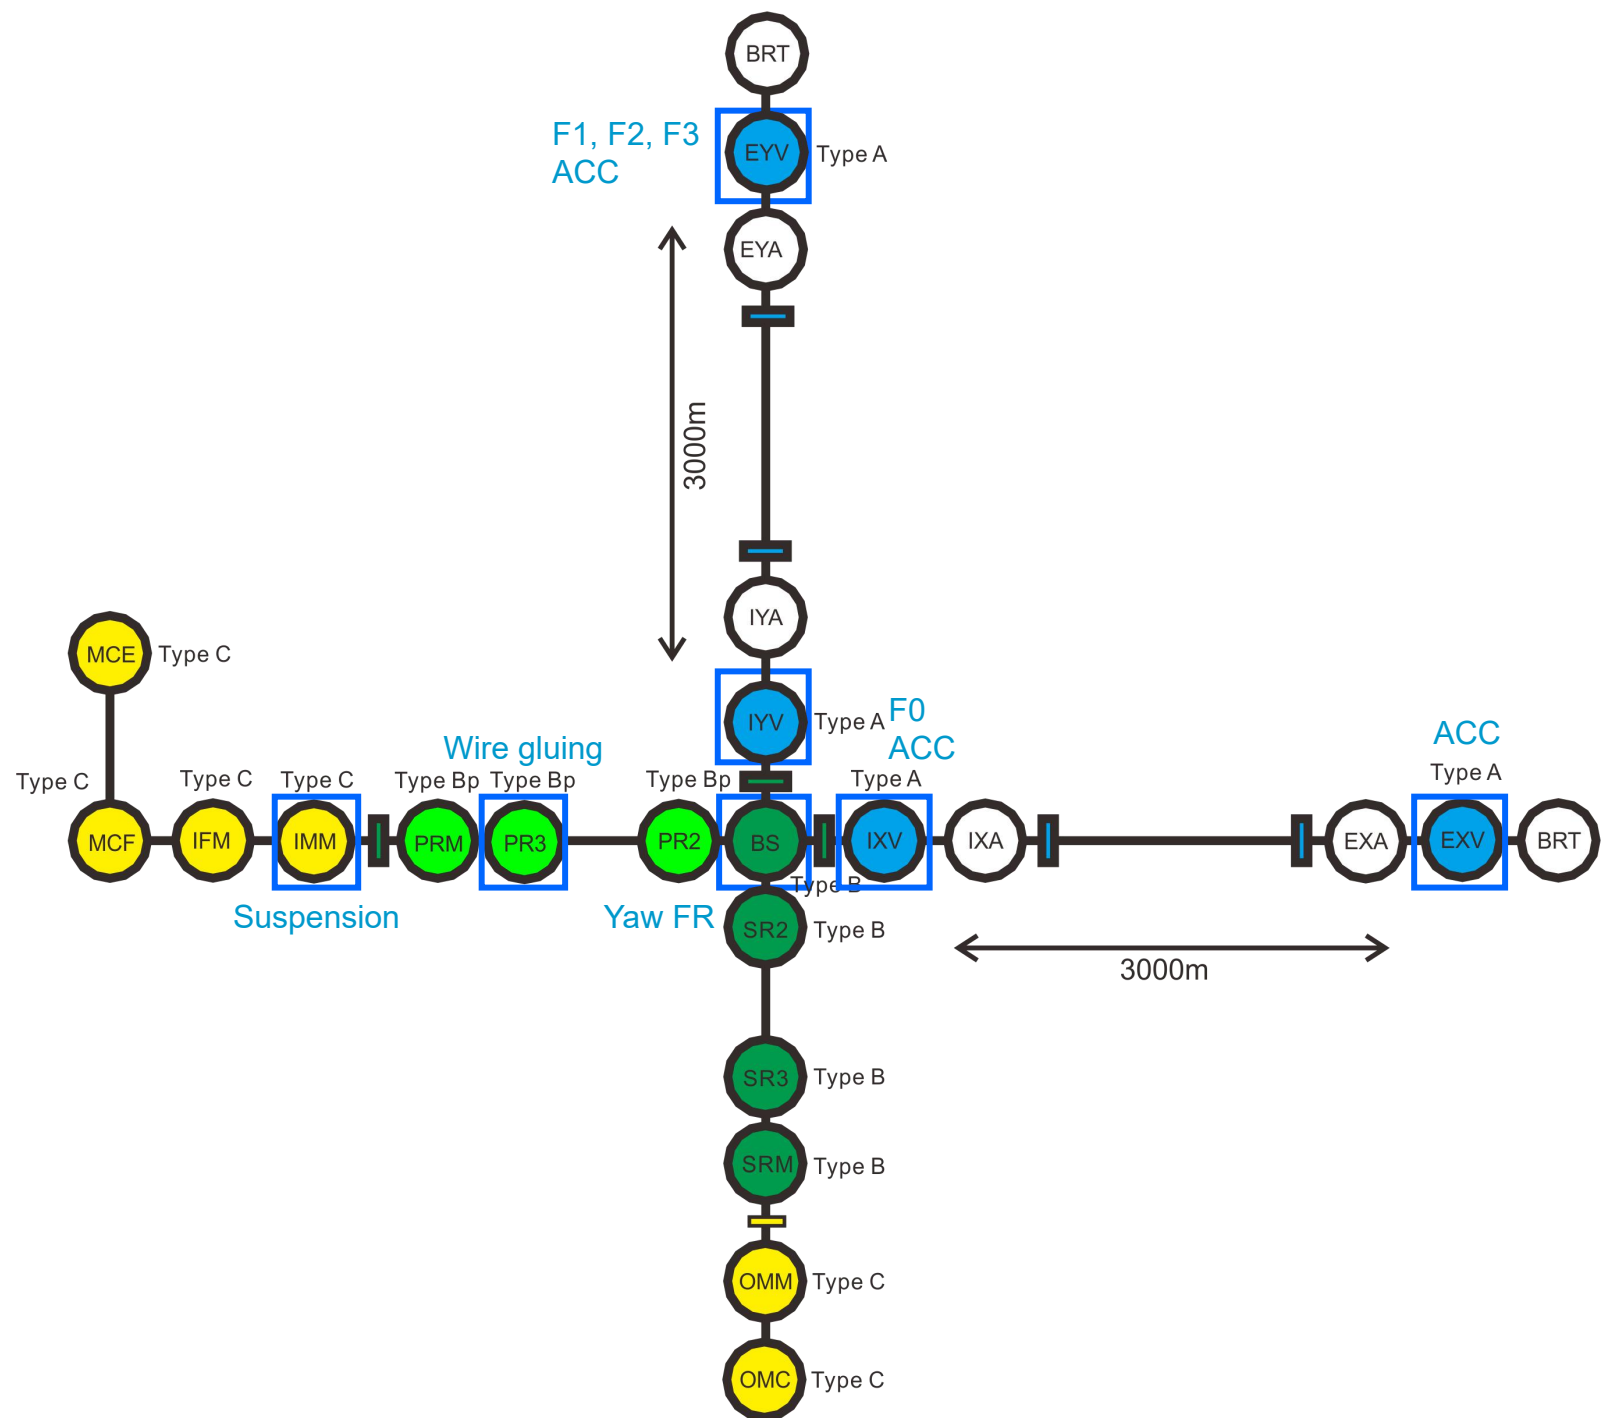 BRT
F1, F2, F3
ACC
EYV
Type A
EYA
3000m
IYA
MCE
Type C
IYV
Type A
F0
ACC
ACC
Wire gluing
Type C
Type C
Type C
Type Bp
Type Bp
Type Bp
Type A
Type A
MCF
IFM
IMM
PRM
PR3
PR2
BS
IXV
IXA
EXA
EXV
BRT
Type B
Suspension
Yaw FR
SR2
Type B
3000m
SR3
Type B
SRM
Type B
OMM
Type C
OMC
Type C